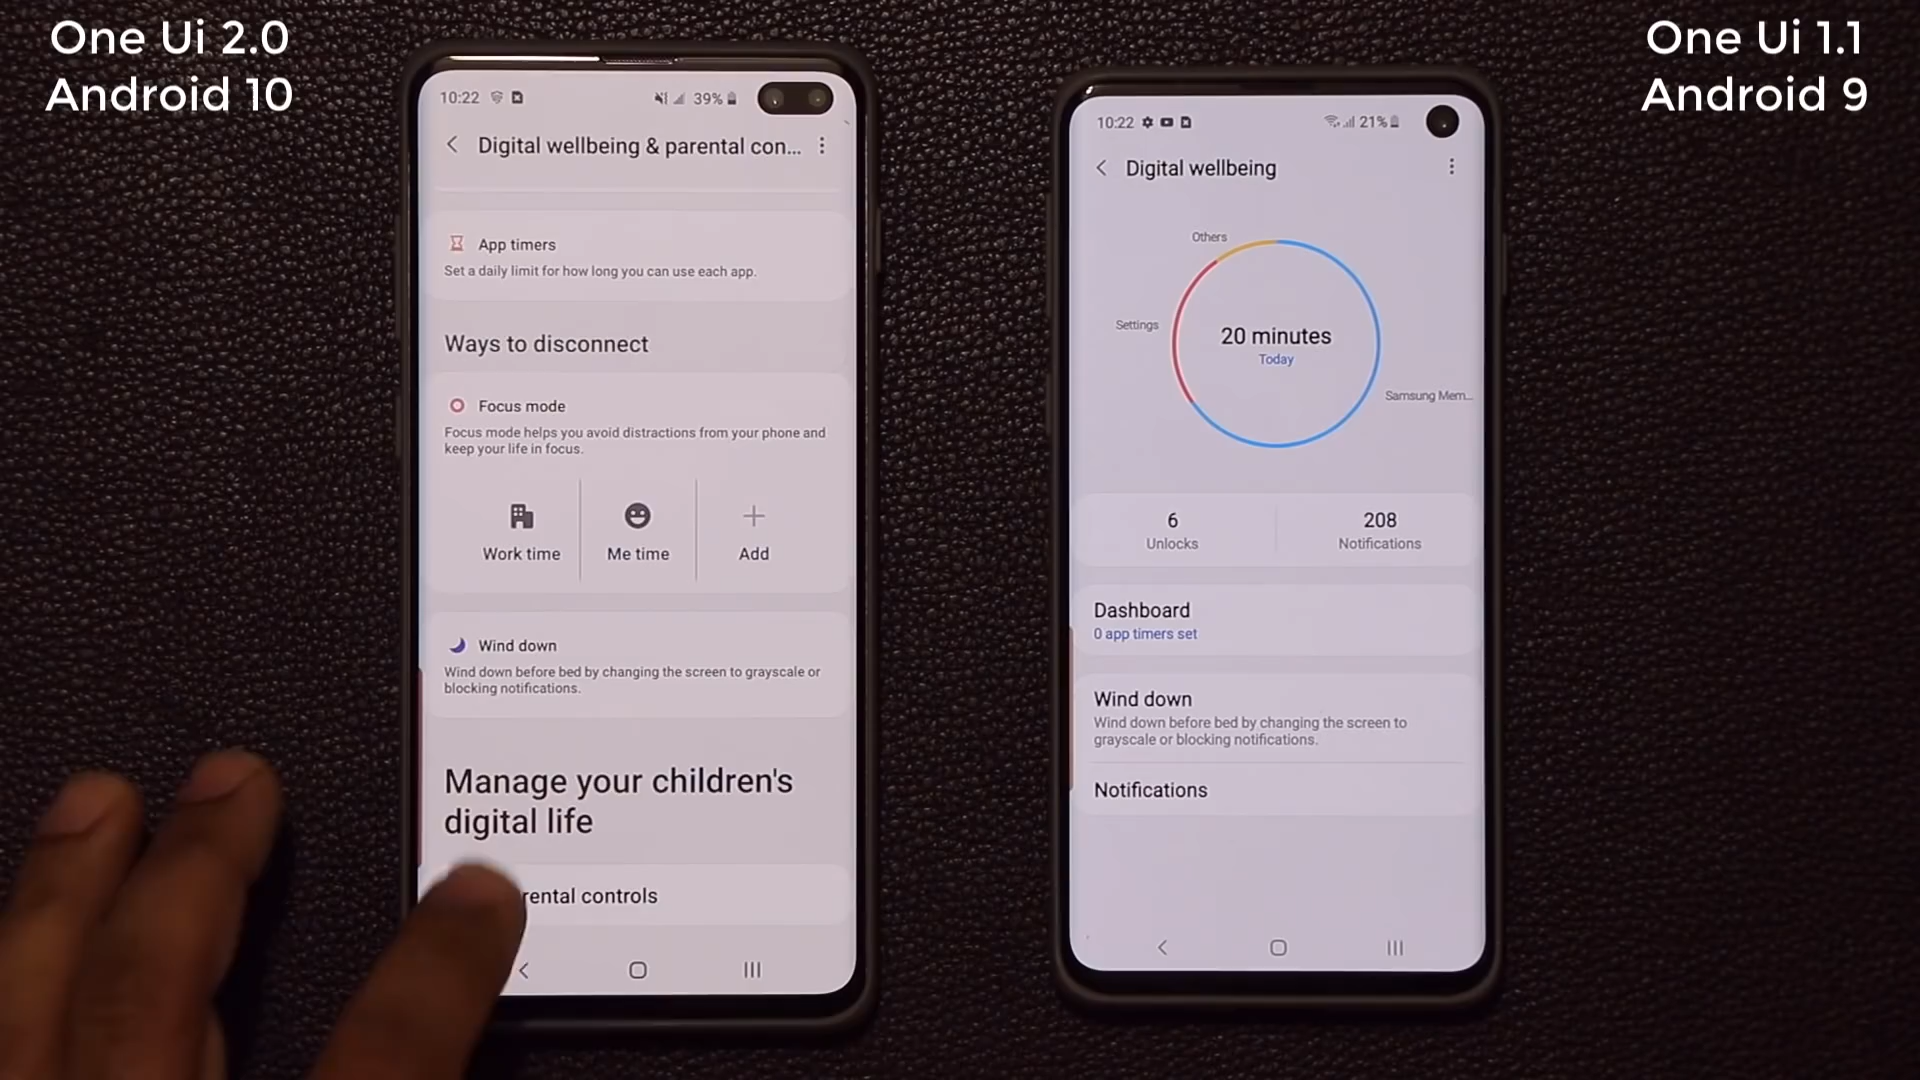 One Ui 2.0
Android 10
One Ui 1.1
Android 9
10:22
39%
Digital wellbeing & parental con...
App timers
Set a daily limit for how long you can use each app.
Ways to disconnect
Focus mode
Focus mode helps you avoid distractions from your phone and
keep your life in focus.
Work time
Me time
Add
Wind down
Wind down before bed by changing the screen to grayscale or
blocking notifications.
Manage your children's
digital life
controls
10:22
21%
Digital wellbeing
Others
Settings
20 minutes
Today
Samsung Mem...
6
Unlocks
208
Notifications
Dashboard
0 app timers set
Wind down
Wind down before bed by changing the screen to
grayscale or blocking notifications.
Notifications